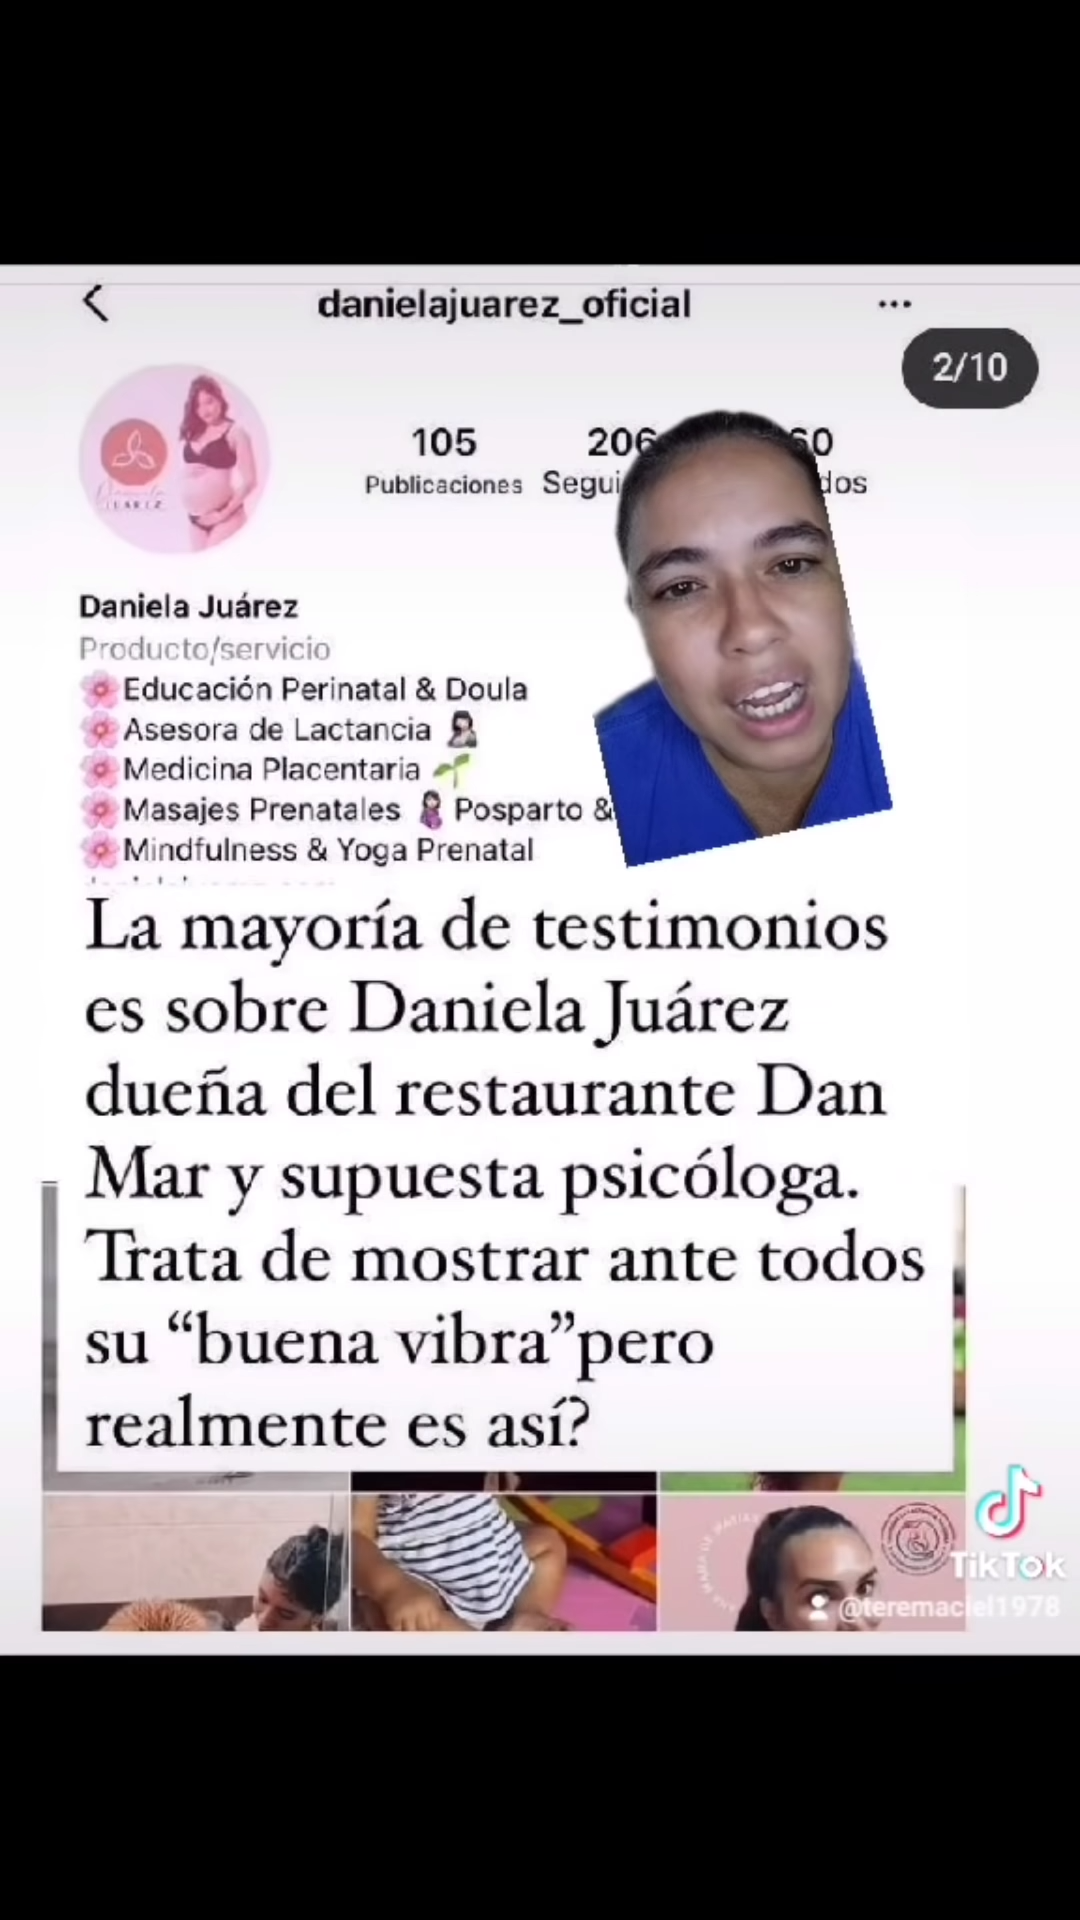 danielajuarez_oficial
2/10
105
Publicaciones
Daniela Juárez
Producto/servicio
Educación Perinatal & Doula
Asesora de Lactancia
Medicina Placentaria
Masajes Prenatales Posparto &
Mindfulness & Yoga Prenatal
La mayoría de testimonios
es sobre Daniela Juárez
dueña del restaurante Dan
Mar y supuesta psicóloga.
Trata de mostrar ante todos
su “buena vibra”pero
realmente es así?
TikTok
@teremaciel1978